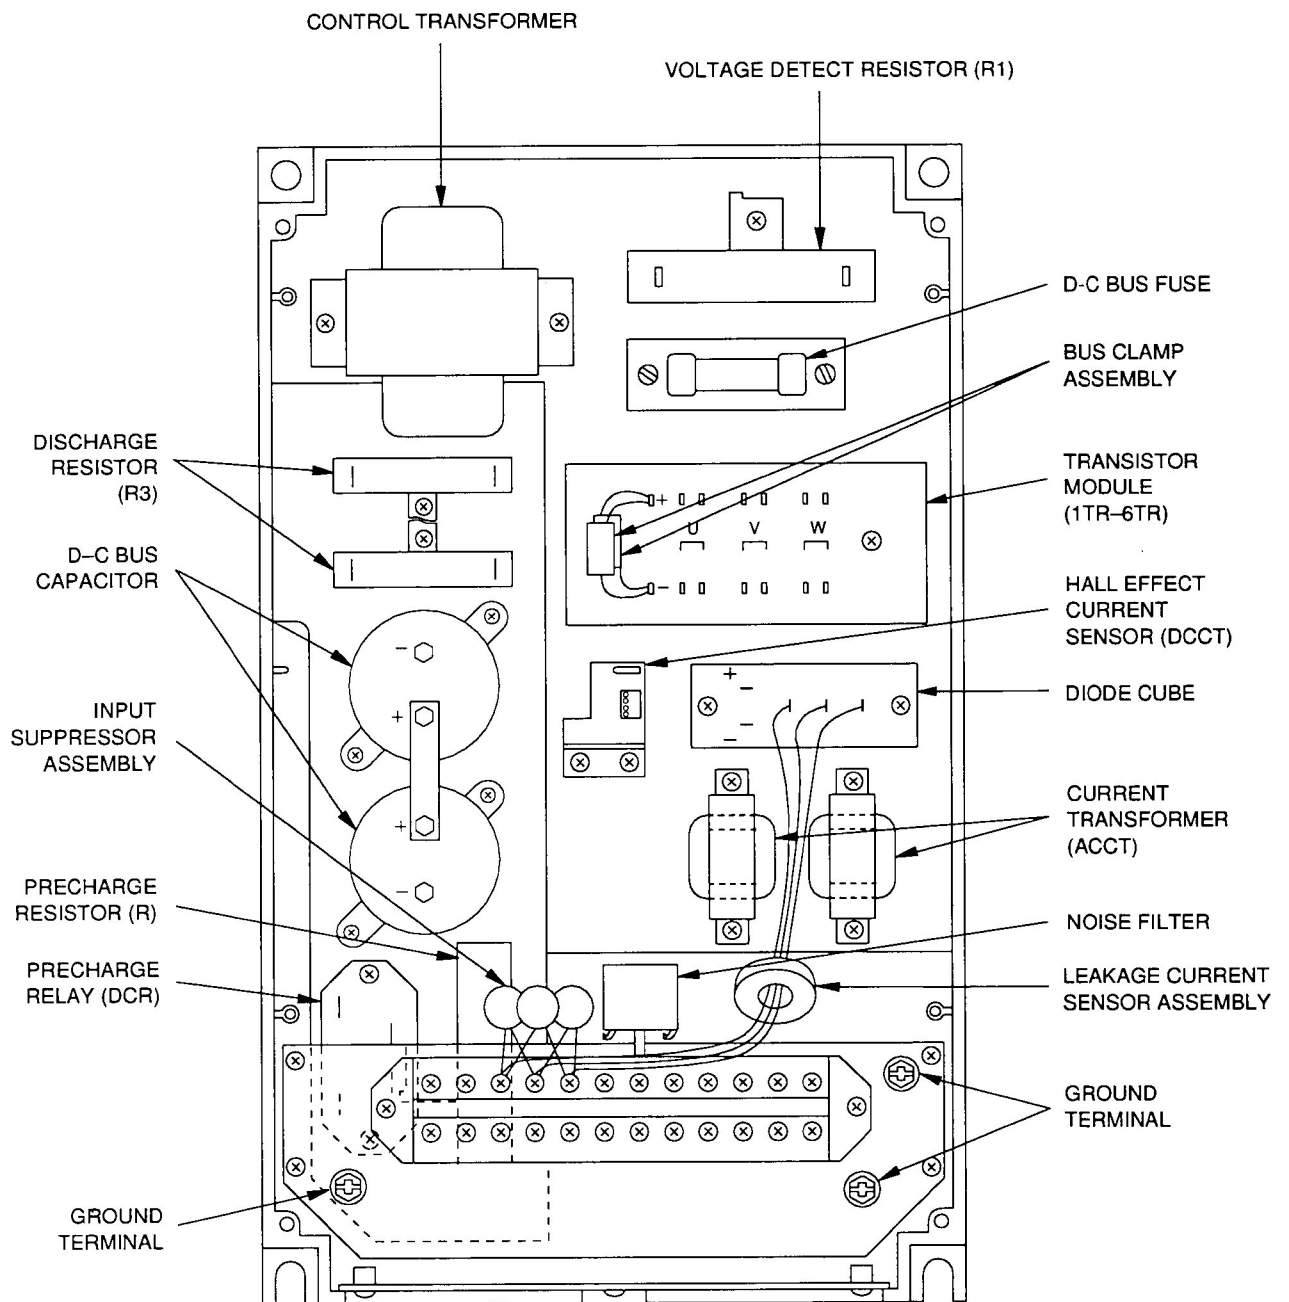 CONTROL TRANSFORMER
VOLTAGE DETECT RESISTOR (R1)
D-C BUS FUSE
BUS CLAMP
ASSEMBLY
DISCHARGE
RESISTOR
(R3)
TRANSISTOR
MODULE
(1TR–6TR)
+
U V W
–
D–C BUS
CAPACITOR
HALL EFFECT
CURRENT
SENSOR (DCCT)
–
+
+
–
+
–
–
–
DIODE CUBE
INPUT
SUPPRESSOR
ASSEMBLY
CURRENT
TRANSFORMER
(ACCT)
PRECHARGE
RESISTOR (R)
NOISE FILTER
PRECHARGE
RELAY (DCR)
LEAKAGE CURRENT
SENSOR ASSEMBLY
GROUND
TERMINAL
GROUND
TERMINAL